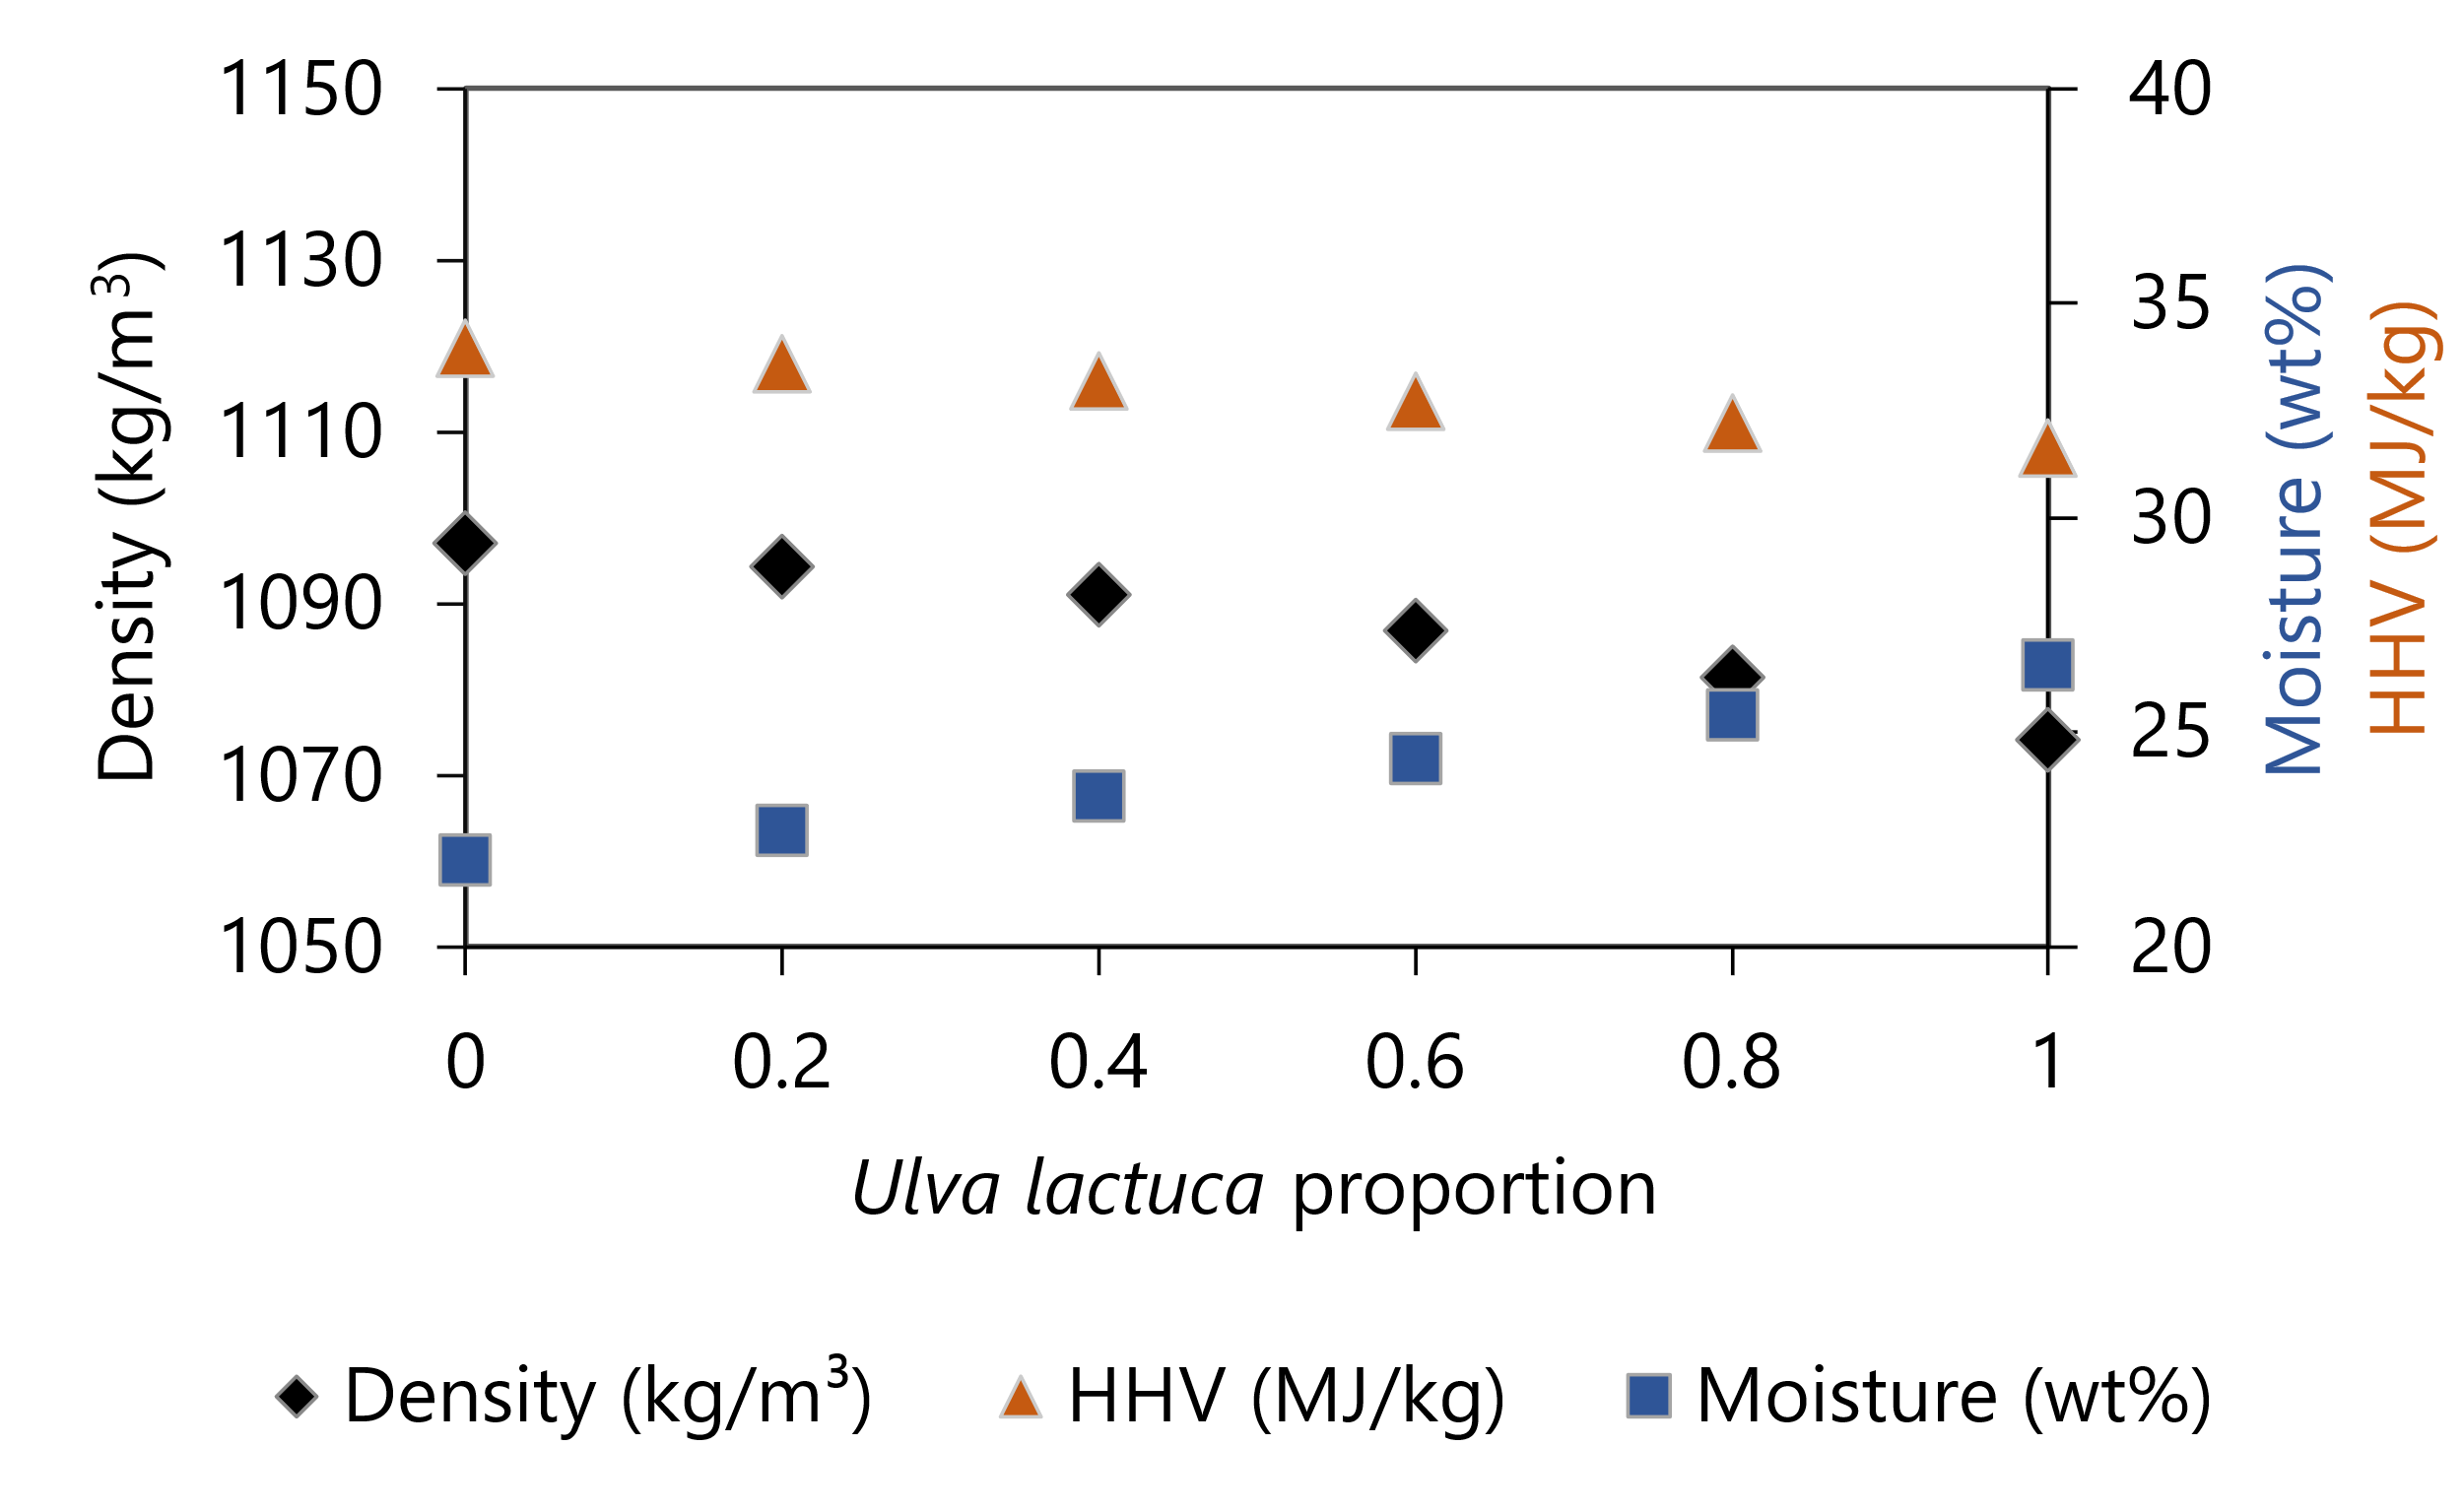 1150
1130
1110
1090
1070
1050
Density (kg/m³)
40
35
30
25
20
Moisture (wt%)
HHV (MJ/kg)
0 0.2 0.4 0.6 0.8 1
Ulva lactuca proportion
Density (kg/m³) HHV (MJ/kg) Moisture (wt%)